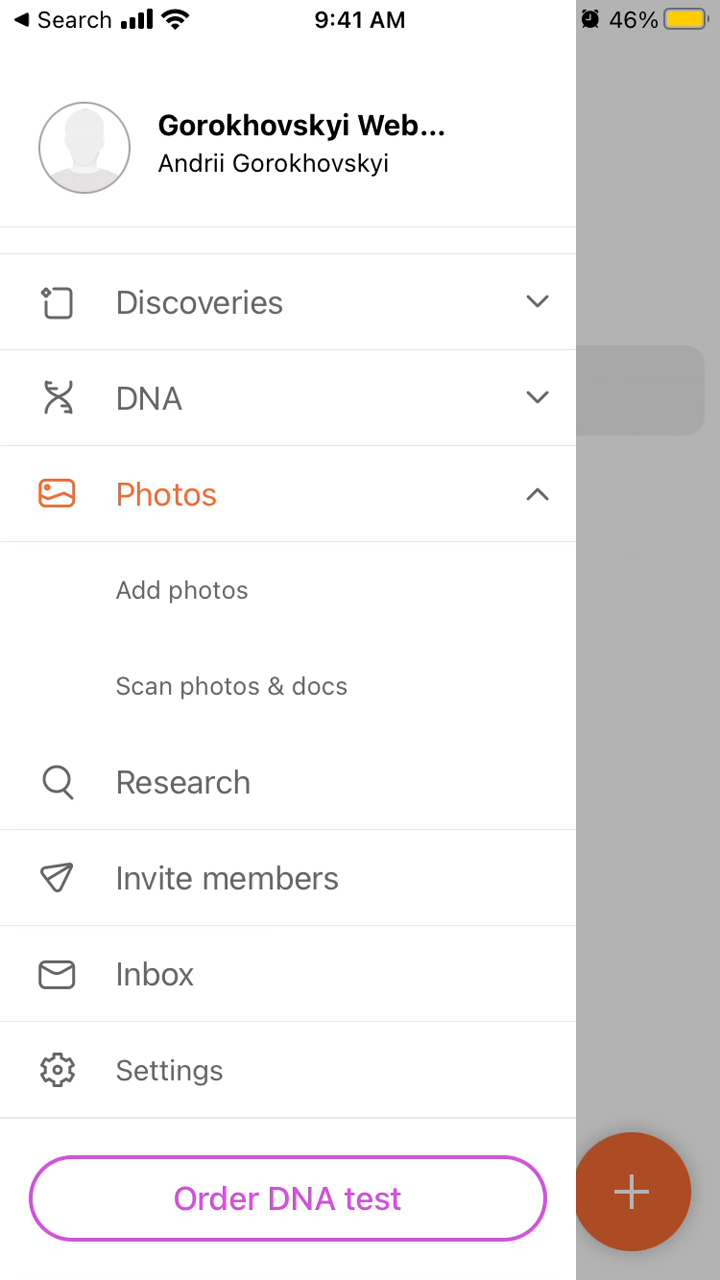 Search 9:41 AM 46%
Gorokhovskyi Web...
Andrii Gorokhovskyi
Discoveries
DNA
Photos
Add photos
Scan photos & docs
Research
Invite members
Inbox
Settings
Order DNA test